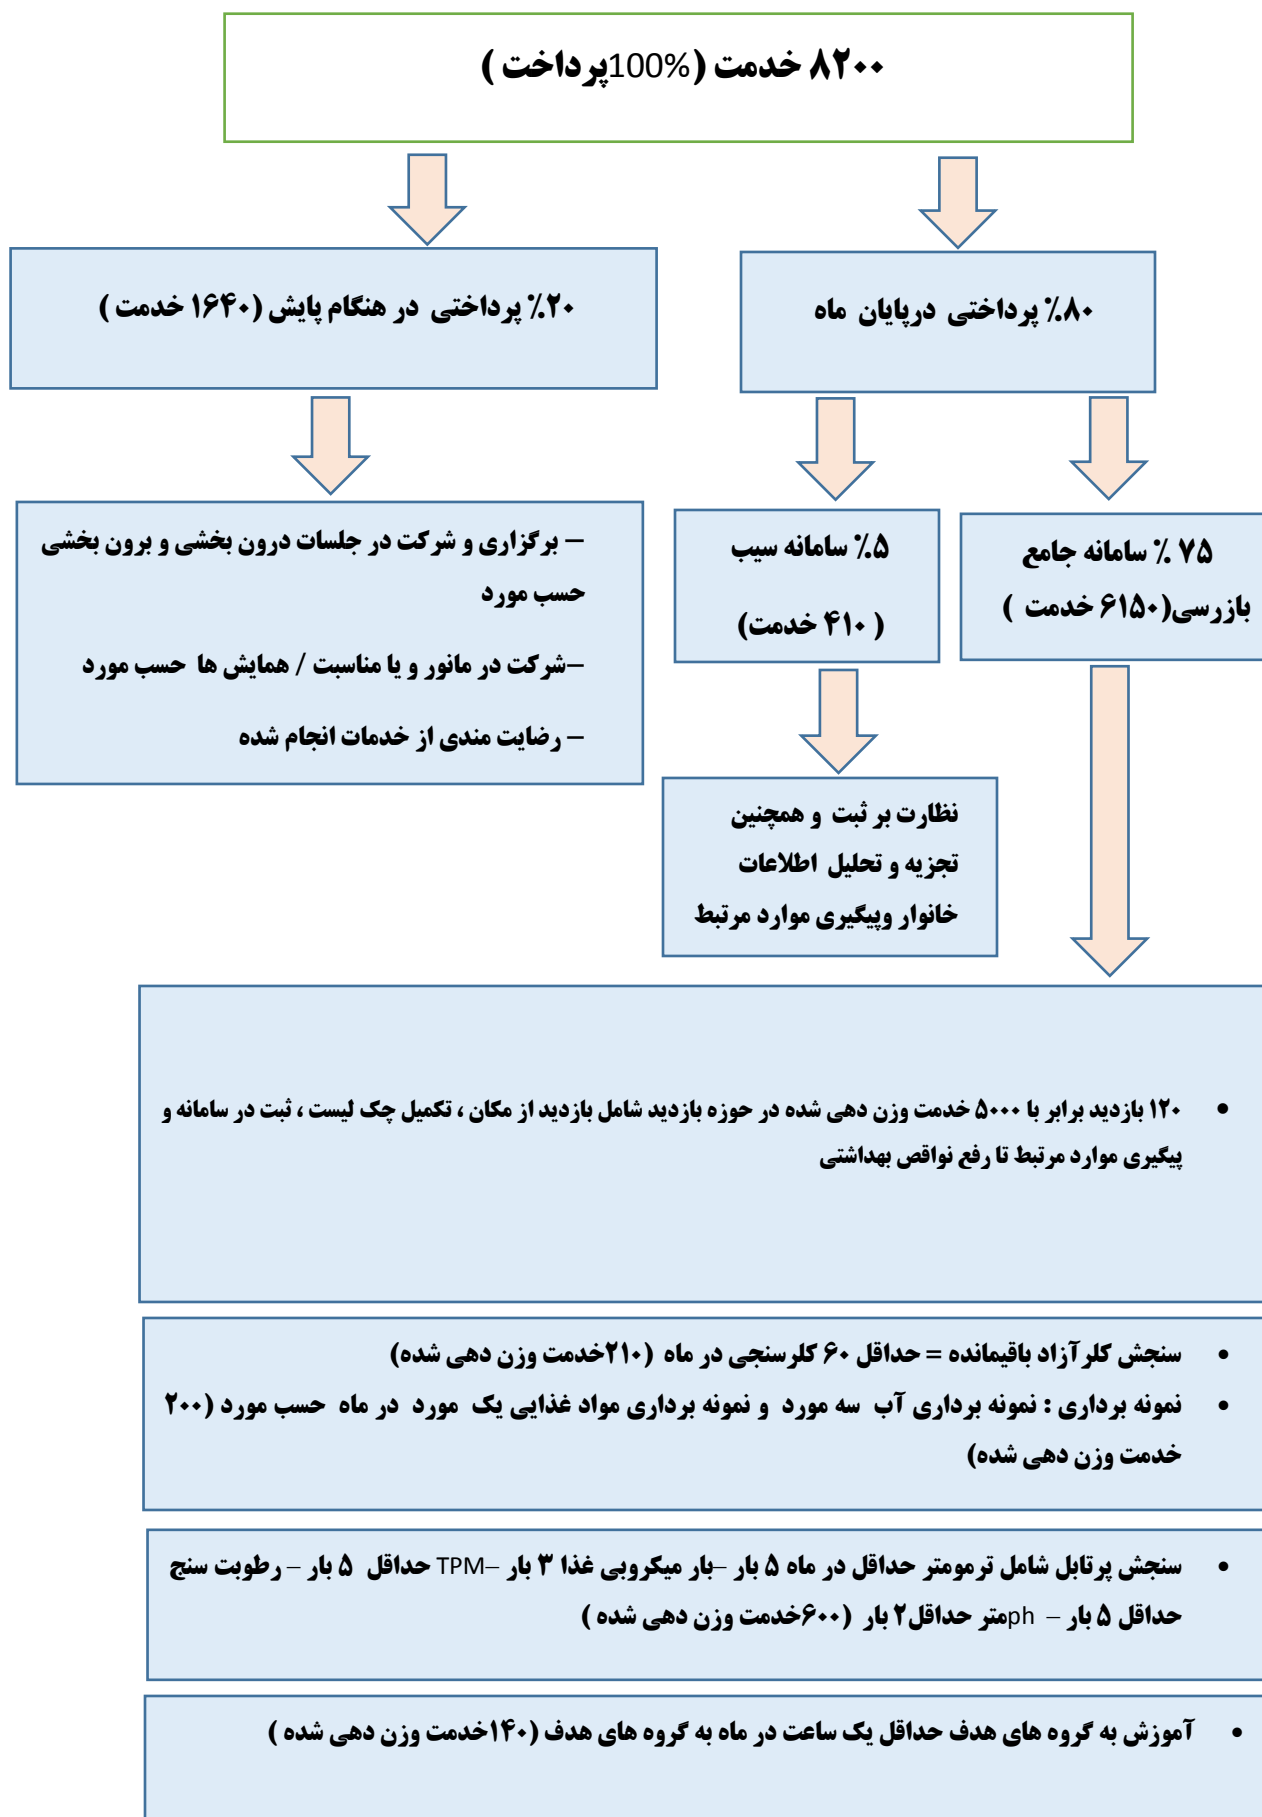 ۸۲۰۰ خدمت (100%پرداخت )
۸۰٪ پرداختی درپایان ماه
۲۰٪ پرداختی در هنگام پایش (۱۶۴۰ خدمت )
۷۵ ٪ سامانه جامع
بازرسی(۶۱۵۰ خدمت )
۵٪ سامانه سیب
( ۴۱۰ خدمت)
– برگزاری و شرکت در جلسات درون بخشی و برون بخشی
حسب مورد
–شرکت در مانور و یا مناسبت / همایش ها حسب مورد
– رضایت مندی از خدمات انجام شده
نظارت بر ثبت و همچنین
تجزیه و تحلیل اطلاعات
خانوار وپیگیری موارد مرتبط
• ۱۲۰ بازدید برابر با ۵۰۰۰ خدمت وزن دهی شده در حوزه بازدید شامل بازدید از مکان ، تکمیل چک لیست ، ثبت در سامانه و
پیگیری موارد مرتبط تا رفع نواقص بهداشتی
• سنجش کلرآزاد باقیمانده = حداقل ۶۰ کلرسنجی در ماه (۲۱۰خدمت وزن دهی شده)
• نمونه برداری : نمونه برداری آب سه مورد و نمونه برداری مواد غذایی یک مورد در ماه حسب مورد (۲۰۰
خدمت وزن دهی شده)
• سنجش پرتابل شامل ترمومتر حداقل در ماه ۵ بار –بار میکروبی غذا ۳ بار –TPM حداقل ۵ بار – رطوبت سنج
حداقل ۵ بار – phمتر حداقل۲ بار (۶۰۰خدمت وزن دهی شده )
• آموزش به گروه های هدف حداقل یک ساعت در ماه به گروه های هدف (۱۴۰خدمت وزن دهی شده )